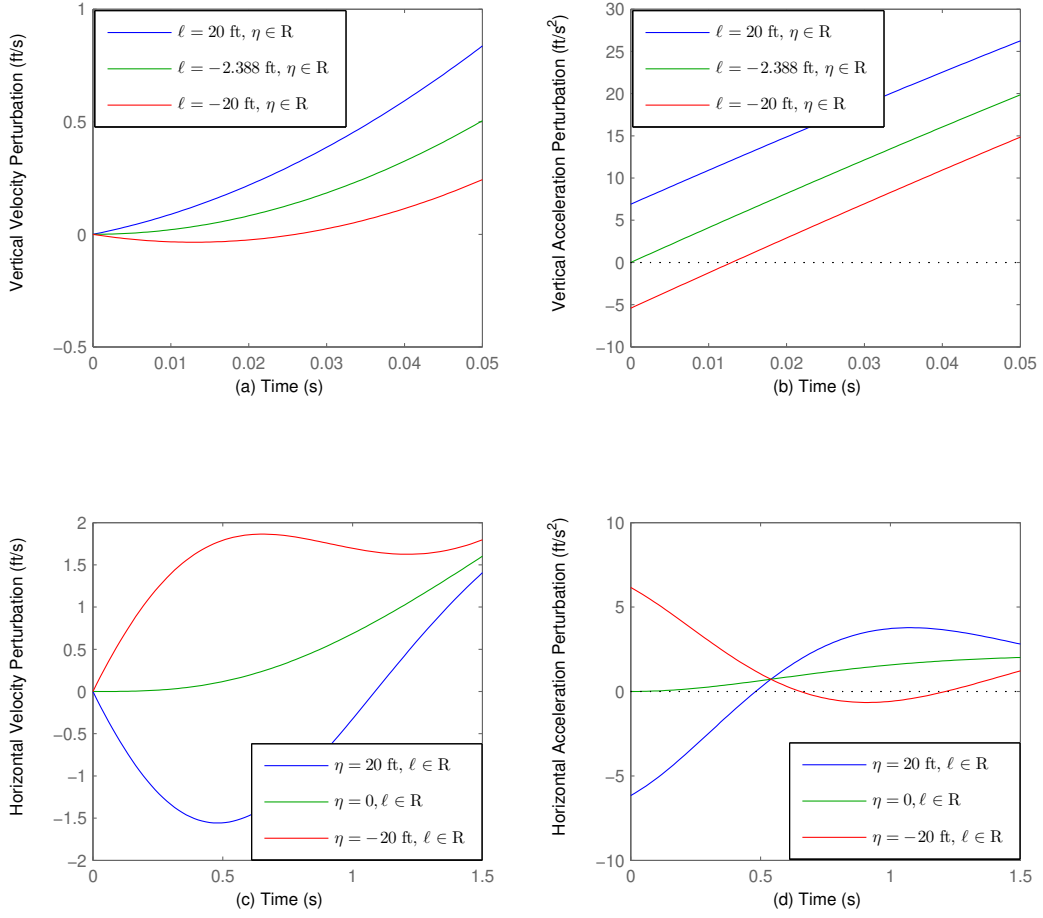 Vertical Velocity Perturbation (ft/s)
1
0.5
0
−0.5
ℓ = 20 ft, η ∈ R
ℓ = −2.388 ft, η ∈ R
ℓ = −20 ft, η ∈ R
0 0.01 0.02 0.03 0.04 0.05
(a) Time (s)
Vertical Acceleration Perturbation (ft/s²)
30
25
20
15
10
5
0
−5
−10
ℓ = 20 ft, η ∈ R
ℓ = −2.388 ft, η ∈ R
ℓ = −20 ft, η ∈ R
0 0.01 0.02 0.03 0.04 0.05
(b) Time (s)
Horizontal Velocity Perturbation (ft/s)
2
1.5
1
0.5
0
−0.5
−1
−1.5
−2
η = 20 ft, ℓ ∈ R
η = 0, ℓ ∈ R
η = −20 ft, ℓ ∈ R
0 0.5 1 1.5
(c) Time (s)
Horizontal Acceleration Perturbation (ft/s²)
10
5
0
−5
−10
η = 20 ft, ℓ ∈ R
η = 0, ℓ ∈ R
η = −20 ft, ℓ ∈ R
0 0.5 1 1.5
(d) Time (s)